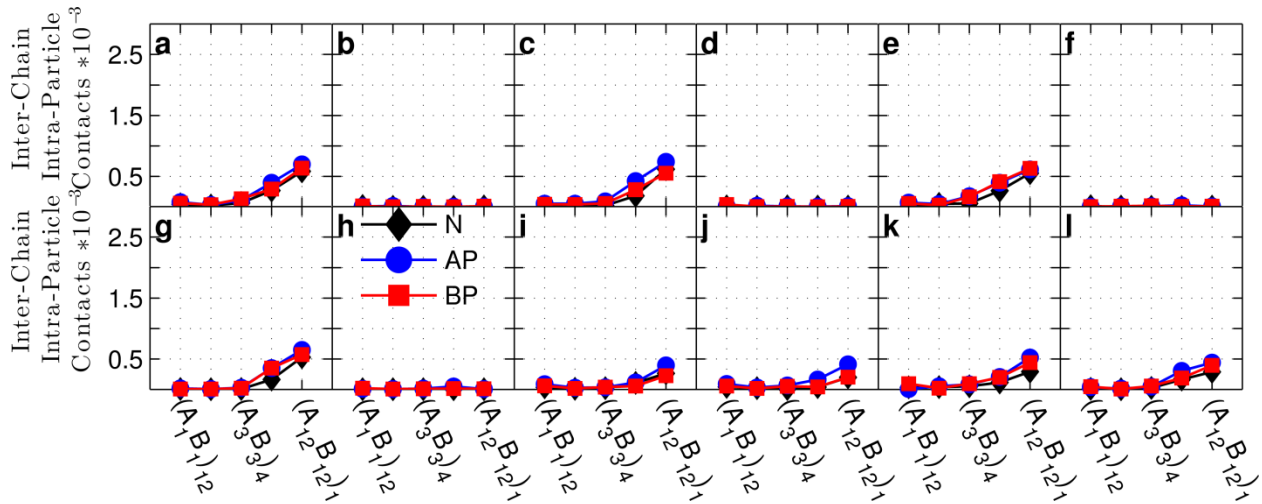 Inter-Chain
Intra-Particle
Contacts *10⁻³
2.5
1.5
0.5
a
b
c
d
e
f
Inter-Chain
Intra-Particle
Contacts *10⁻³
2.5
1.5
0.5
g
h
i
j
k
l
N
AP
BP
(A₁B₁)₁₂
(A₃B₃)₄
(A₁₂B₁₂)₁
(A₁B₁)₁₂
(A₃B₃)₄
(A₁₂B₁₂)₁
(A₁B₁)₁₂
(A₃B₃)₄
(A₁₂B₁₂)₁
(A₁B₁)₁₂
(A₃B₃)₄
(A₁₂B₁₂)₁
(A₁B₁)₁₂
(A₃B₃)₄
(A₁₂B₁₂)₁
(A₁B₁)₁₂
(A₃B₃)₄
(A₁₂B₁₂)₁